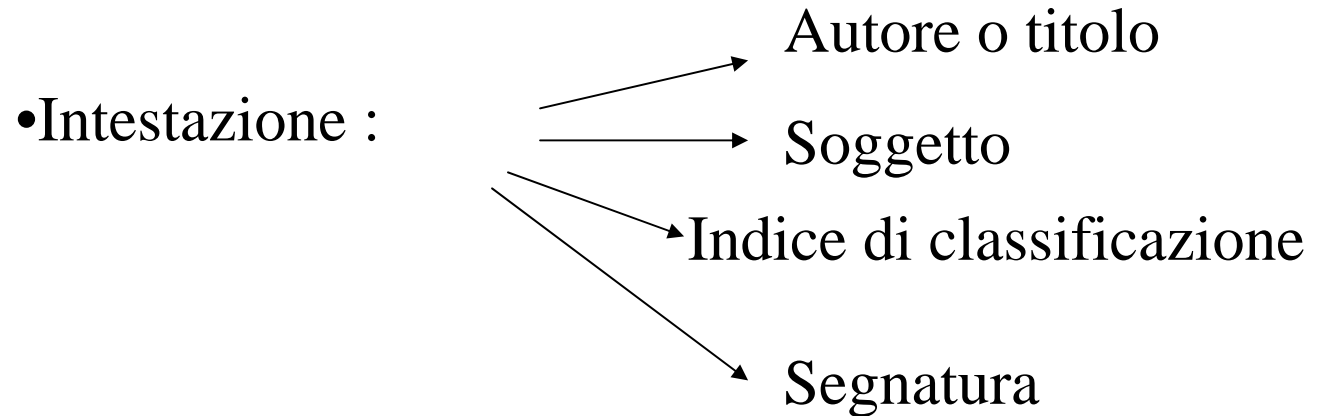 Autore o titolo
•Intestazione :
Soggetto
Indice di classificazione
Segnatura